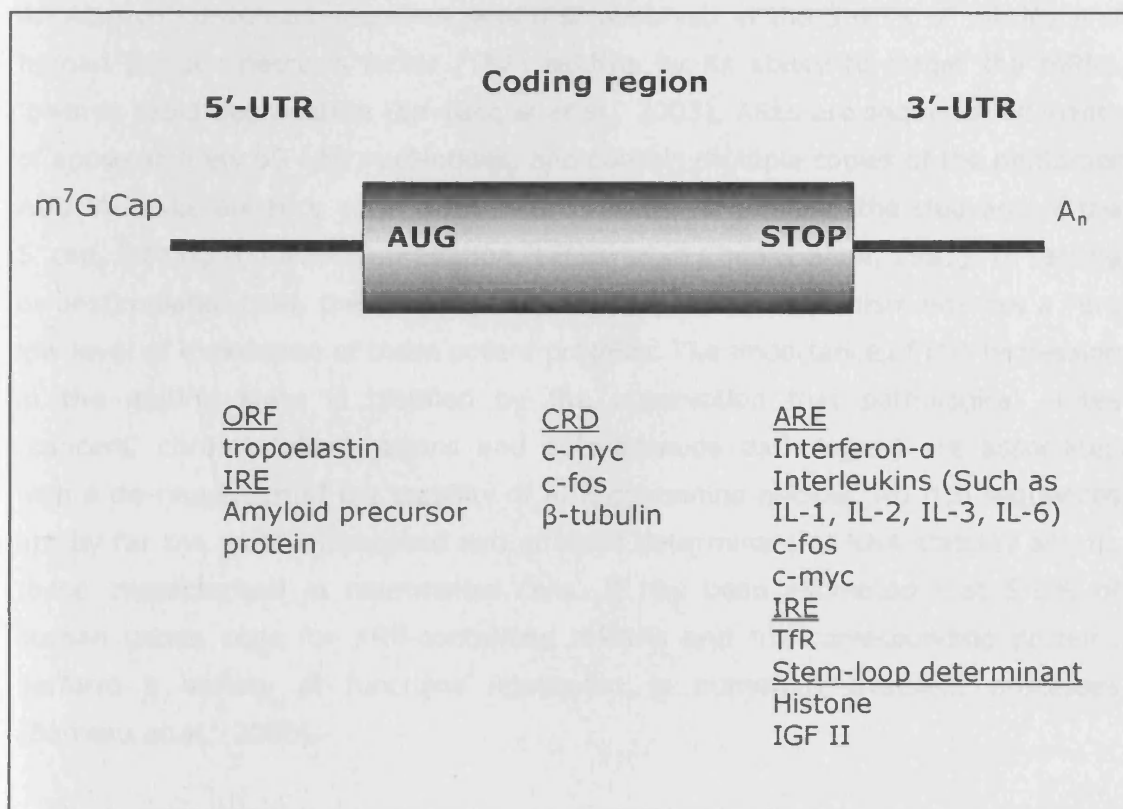 Coding region
5'-UTR
3'-UTR
m⁷G Cap
AUG
STOP
Aₙ
ORF
tropoelastin
IRE
Amyloid precursor
protein
CRD
c-myc
c-fos
β-tubulin
ARE
Interferon-α
Interleukins (Such as
IL-1, IL-2, IL-3, IL-6)
c-fos
c-myc
IRE
TfR
Stem-loop determinant
Histone
IGF II